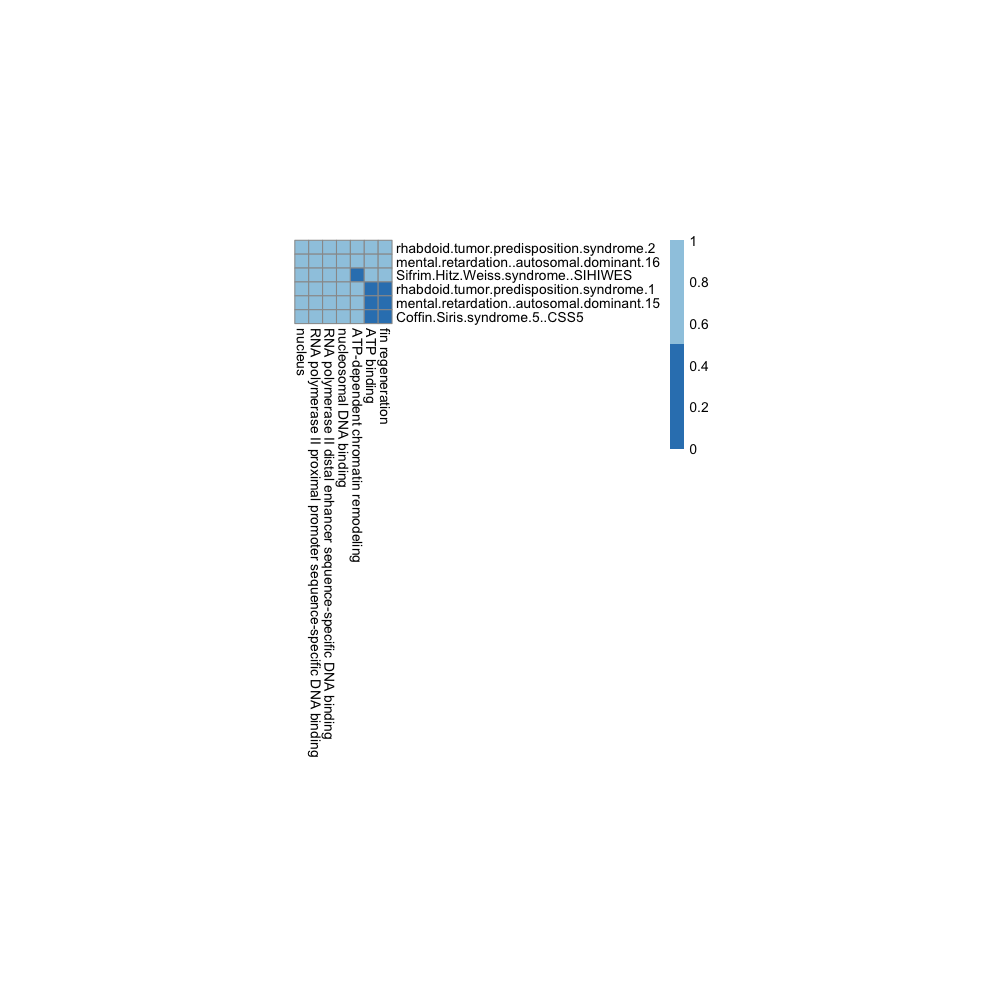 rhabdoid.tumor.predisposition.syndrome.2
mental.retardation..autosomal.dominant.16
Sifrim.Hitz.Weiss.syndrome..SIHIWES
rhabdoid.tumor.predisposition.syndrome.1
mental.retardation..autosomal.dominant.15
Coffin.Siris.syndrome.5..CSS5
nucleus
RNA polymerase II proximal promoter sequence-specific DNA binding
RNA polymerase II distal enhancer sequence-specific DNA binding
nucleosomal DNA binding
ATP-dependent chromatin remodeling
ATP binding
fin regeneration
1
0.8
0.6
0.4
0.2
0